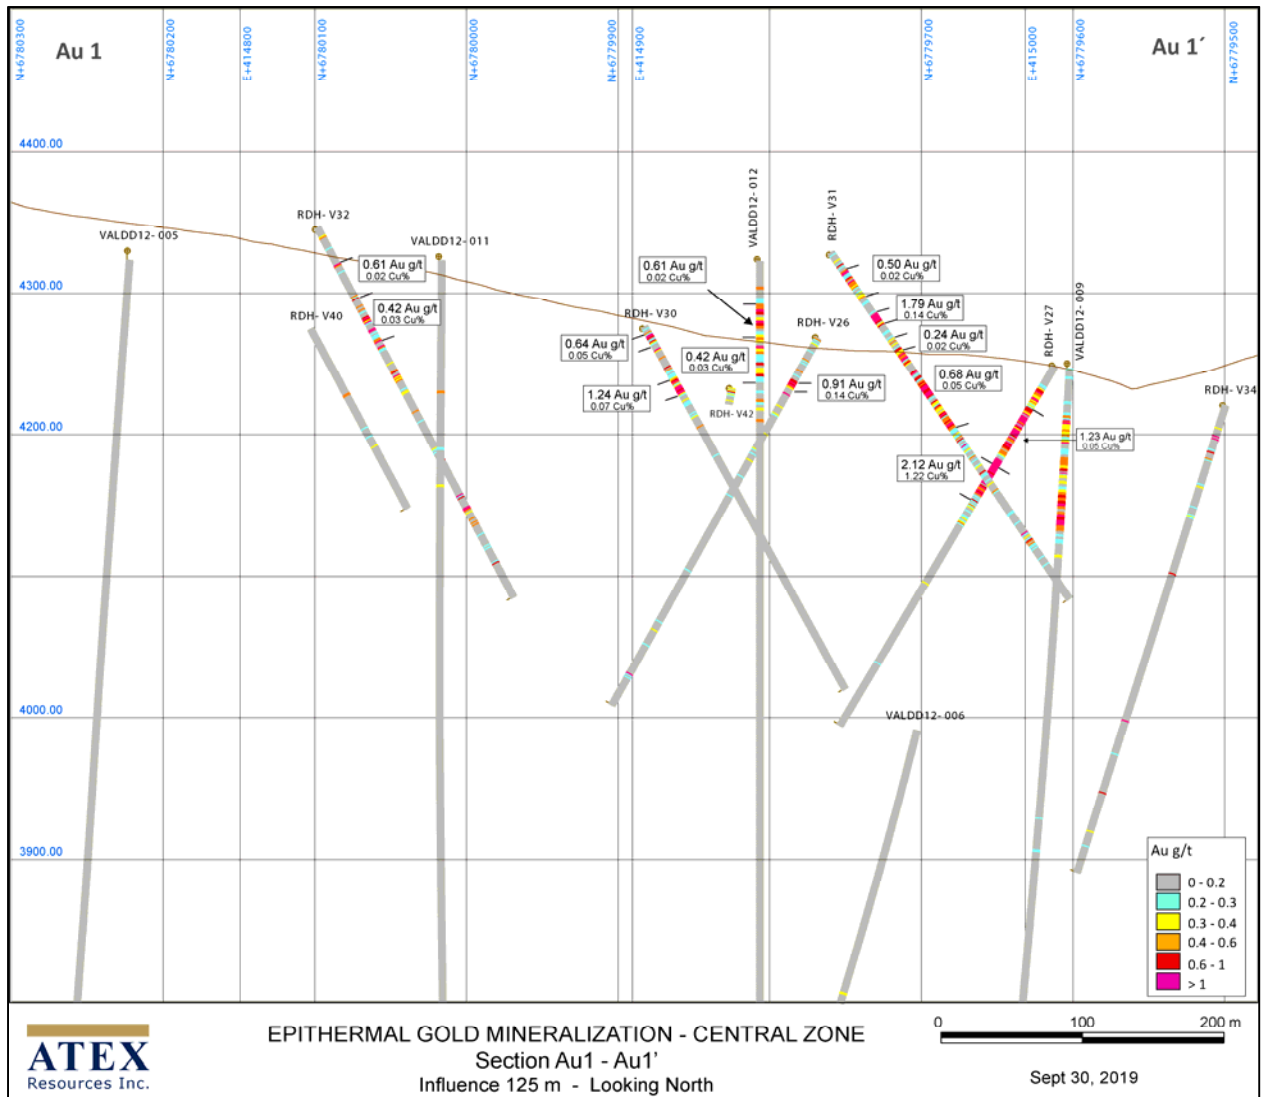 N+6780300
N+6780200
E+414800
N+6780100
N+6780000
N+6779900
E+414900
N+6779700
E+415000
N+6779600
N+6779500
Au 1
Au 1´
4400.00
4300.00
4200.00
4000.00
3900.00
VALDD12-005
RDH- V32
RDH- V40
VALDD12-011
RDH- V30
RDH- V42
VALDD12- 012
RDH- V26
RDH- V31
RDH- V27
VALDD12- 009
RDH- V34
VALDD12-006
0.61 Au g/t
0.02 Cu%
0.42 Au g/t
0.03 Cu%
0.61 Au g/t
0.02 Cu%
0.64 Au g/t
0.05 Cu%
1.24 Au g/t
0.07 Cu%
0.42 Au g/t
0.03 Cu%
0.91 Au g/t
0.14 Cu%
0.50 Au g/t
0.02 Cu%
1.79 Au g/t
0.14 Cu%
0.24 Au g/t
0.02 Cu%
0.68 Au g/t
0.05 Cu%
2.12 Au g/t
1.22 Cu%
1.23 Au g/t
0.05 Cu%
Au g/t
0 - 0.2
0.2 - 0.3
0.3 - 0.4
0.4 - 0.6
0.6 - 1
> 1
ATEX
Resources Inc.
EPITHERMAL GOLD MINERALIZATION - CENTRAL ZONE
Section Au1 - Au1'
Influence 125 m - Looking North
0 100 200 m
Sept 30, 2019